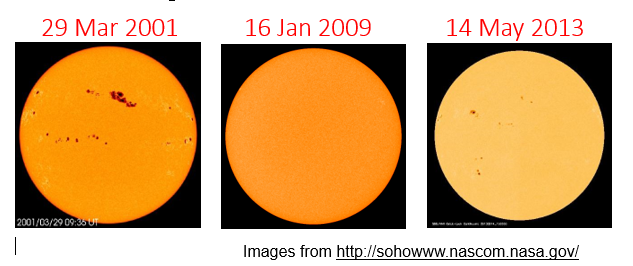 29 Mar 2001
16 Jan 2009
14 May 2013
2001/03/29 09:36 UT
Images from http://sohowww.nascom.nasa.gov/